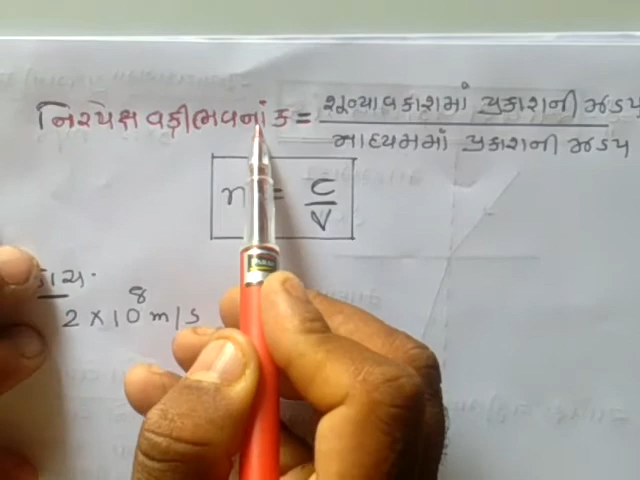 નિરપેક્ષ વક્રીભવનાંક = શૂન્યાવકાશમાં પ્રકાશની ઝડપ
માધ્યમમાં પ્રકાશની ઝડપ
n = C
V
2 × 10⁸ m/s